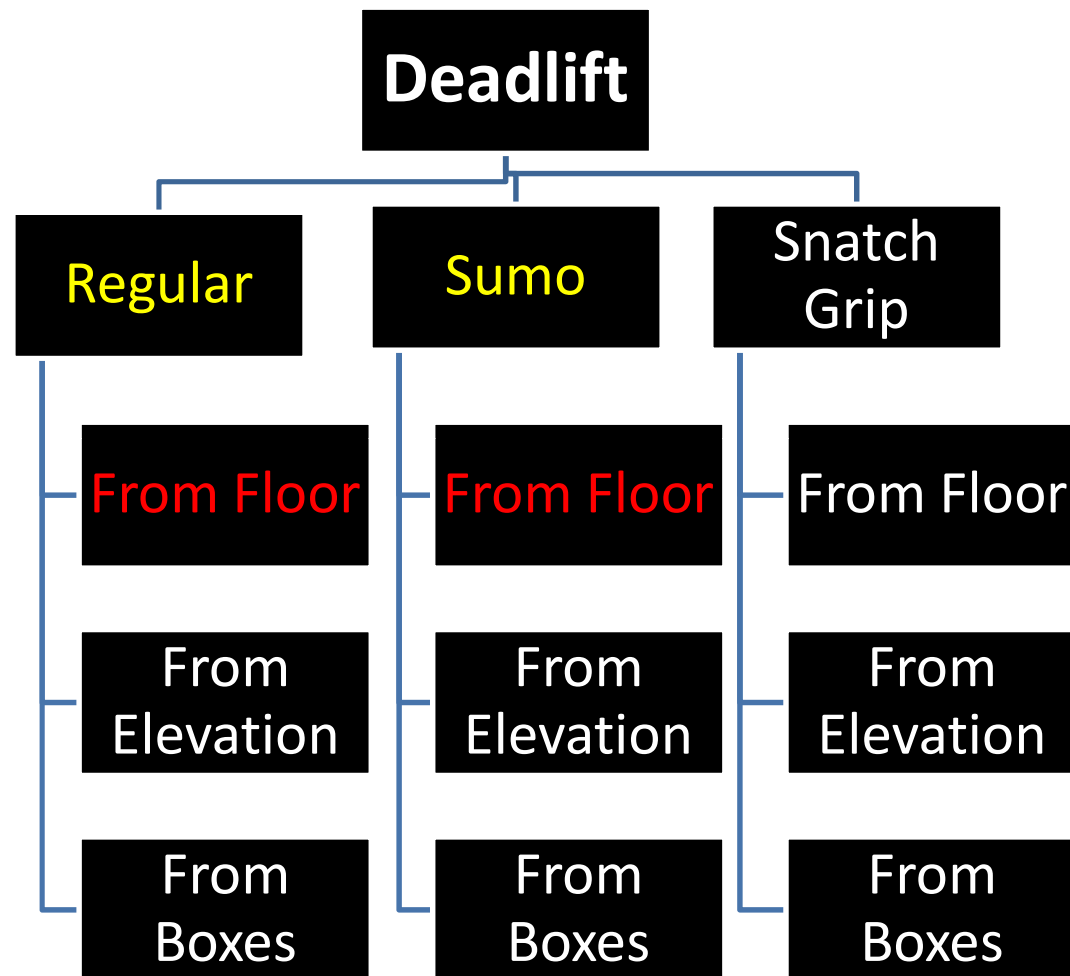 Deadlift
Regular
Sumo
Snatch
Grip
From Floor
From Floor
From Floor
From
Elevation
From
Elevation
From
Elevation
From
Boxes
From
Boxes
From
Boxes